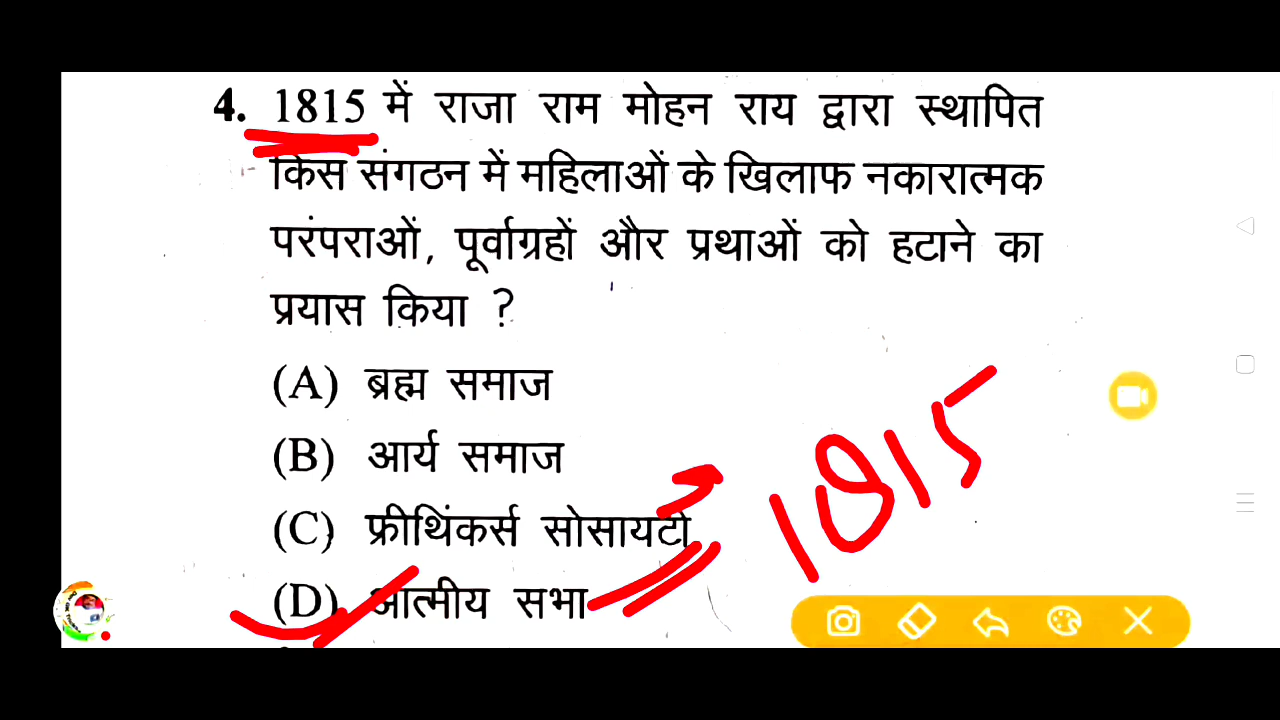 4. 1815 में राजा राम मोहन राय द्वारा स्थापित
किस संगठन में महिलाओं के खिलाफ नकारात्मक
परंपराओं, पूर्वाग्रहों और प्रथाओं को हटाने का
प्रयास किया ?
(A) ब्रह्म समाज
(B) आर्य समाज
(C) फ्रीथिंकर्स सोसायटी
1815
(D) आत्मीय सभा